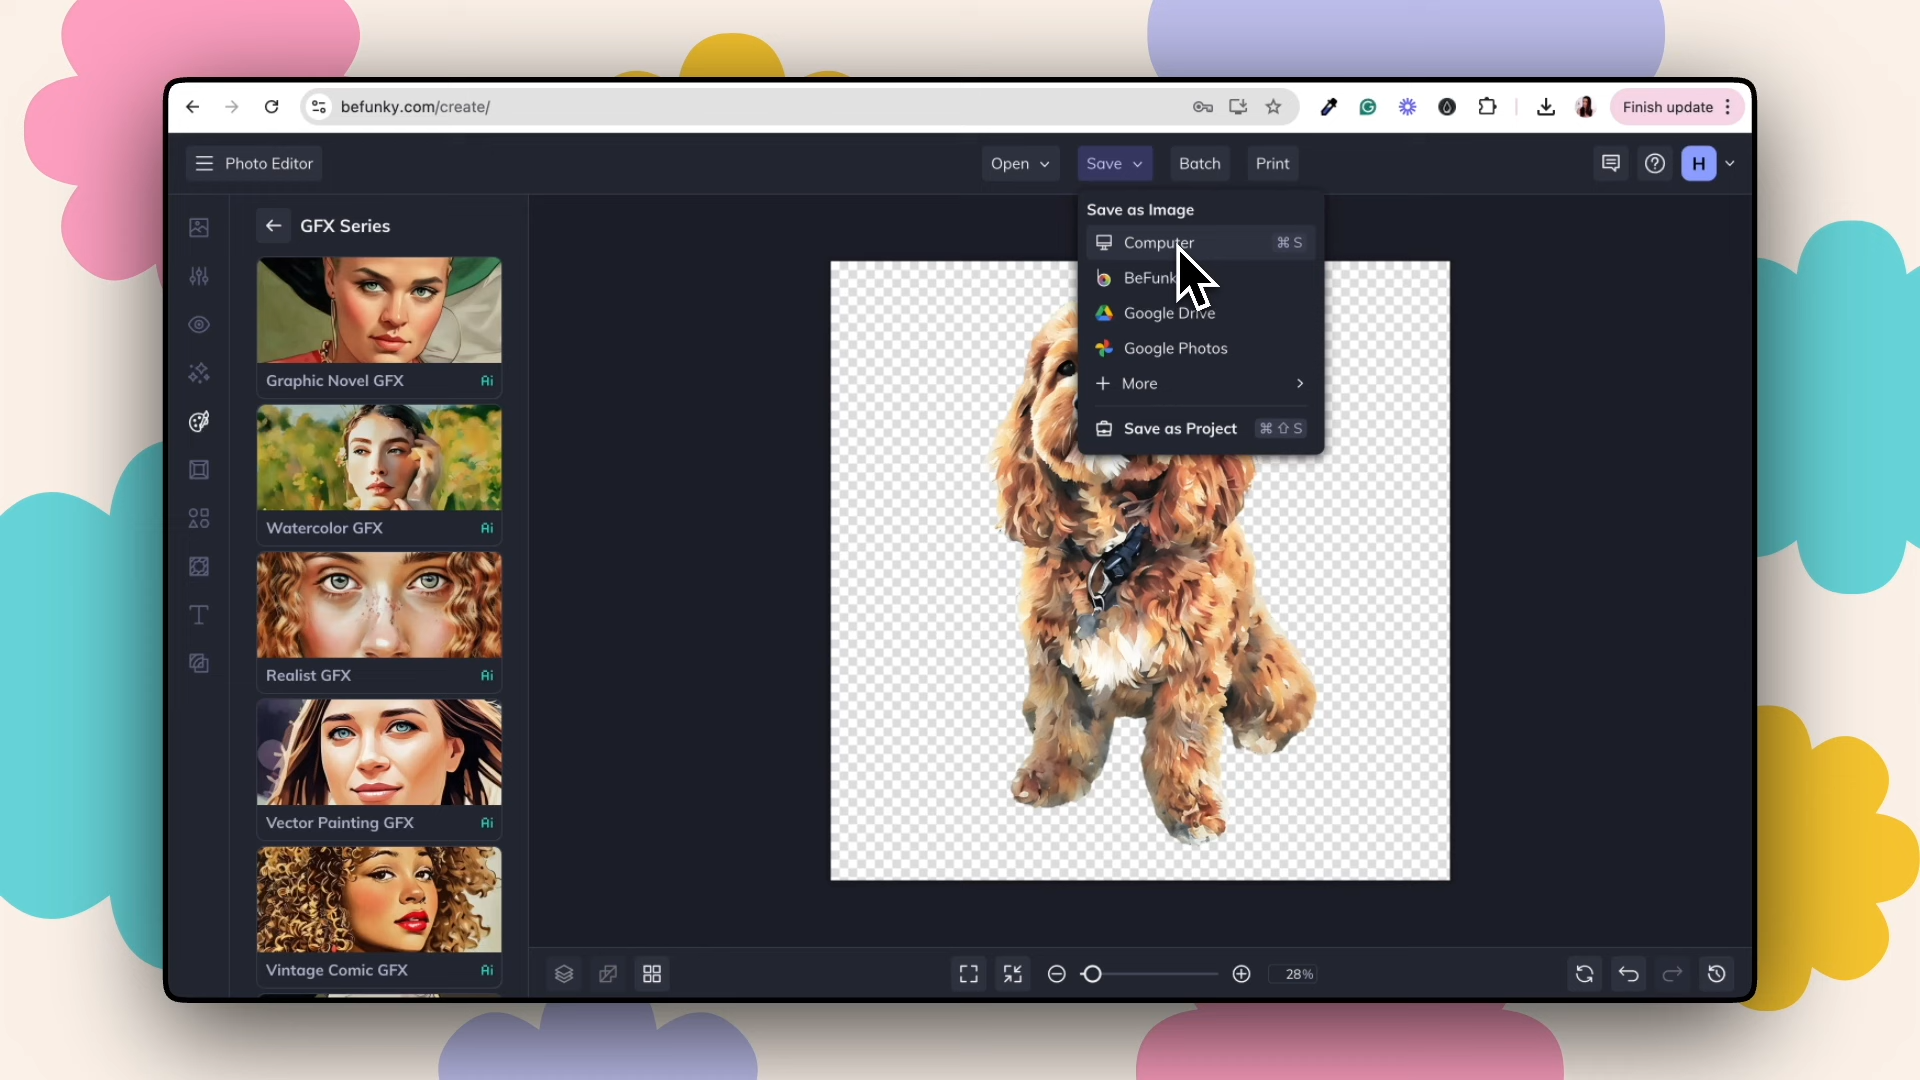 befunky.com/create/
Finish update
Photo Editor
Open
Save
Batch
Print
H
GFX Series
Save as Image
Computer ⌘ S
BeFunk
Google Drive
Google Photos
More
Save as Project ⌘ ⇧ S
Graphic Novel GFX Ai
Watercolor GFX Ai
Realist GFX Ai
Vector Painting GFX Ai
Vintage Comic GFX Ai
28%